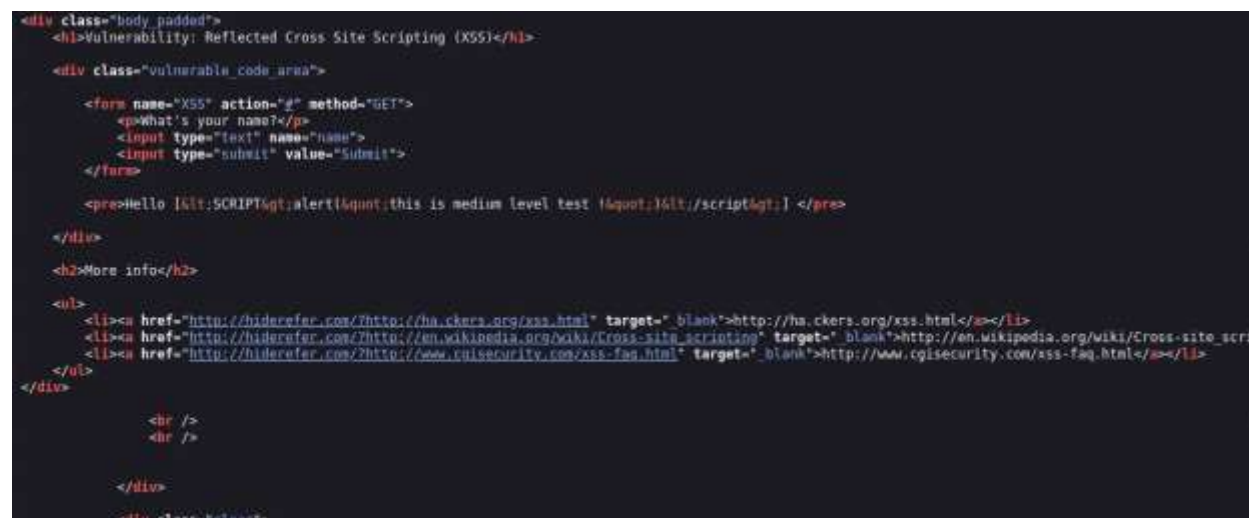 <div class="body_padded">
<h1>Vulnerability: Reflected Cross Site Scripting (XSS)</h1>
<div class="vulnerable_code_area">
<form name="XSS" action="#" method="GET">
<p>What's your name?</p>
<input type="text" name="name">
<input type="submit" value="Submit">
</form>
<pre>Hello [&lt;SCRIPT&gt;alert(&quot;this is medium level test !&quot;)&lt;/script&gt;] </pre>
</div>
<h2>More info</h2>
<ul>
<li><a href="http://hiderefer.com/?http://ha.ckers.org/xss.html" target="_blank">http://ha.ckers.org/xss.html</a></li>
<li><a href="http://hiderefer.com/?http://en.wikipedia.org/wiki/Cross-site_scripting" target="_blank">http://en.wikipedia.org/wiki/Cross-site_scri
<li><a href="http://hiderefer.com/?http://www.cgisecurity.com/xss-faq.html" target="_blank">http://www.cgisecurity.com/xss-faq.html</a></li>
</ul>
</div>
<br />
<br />
</div>